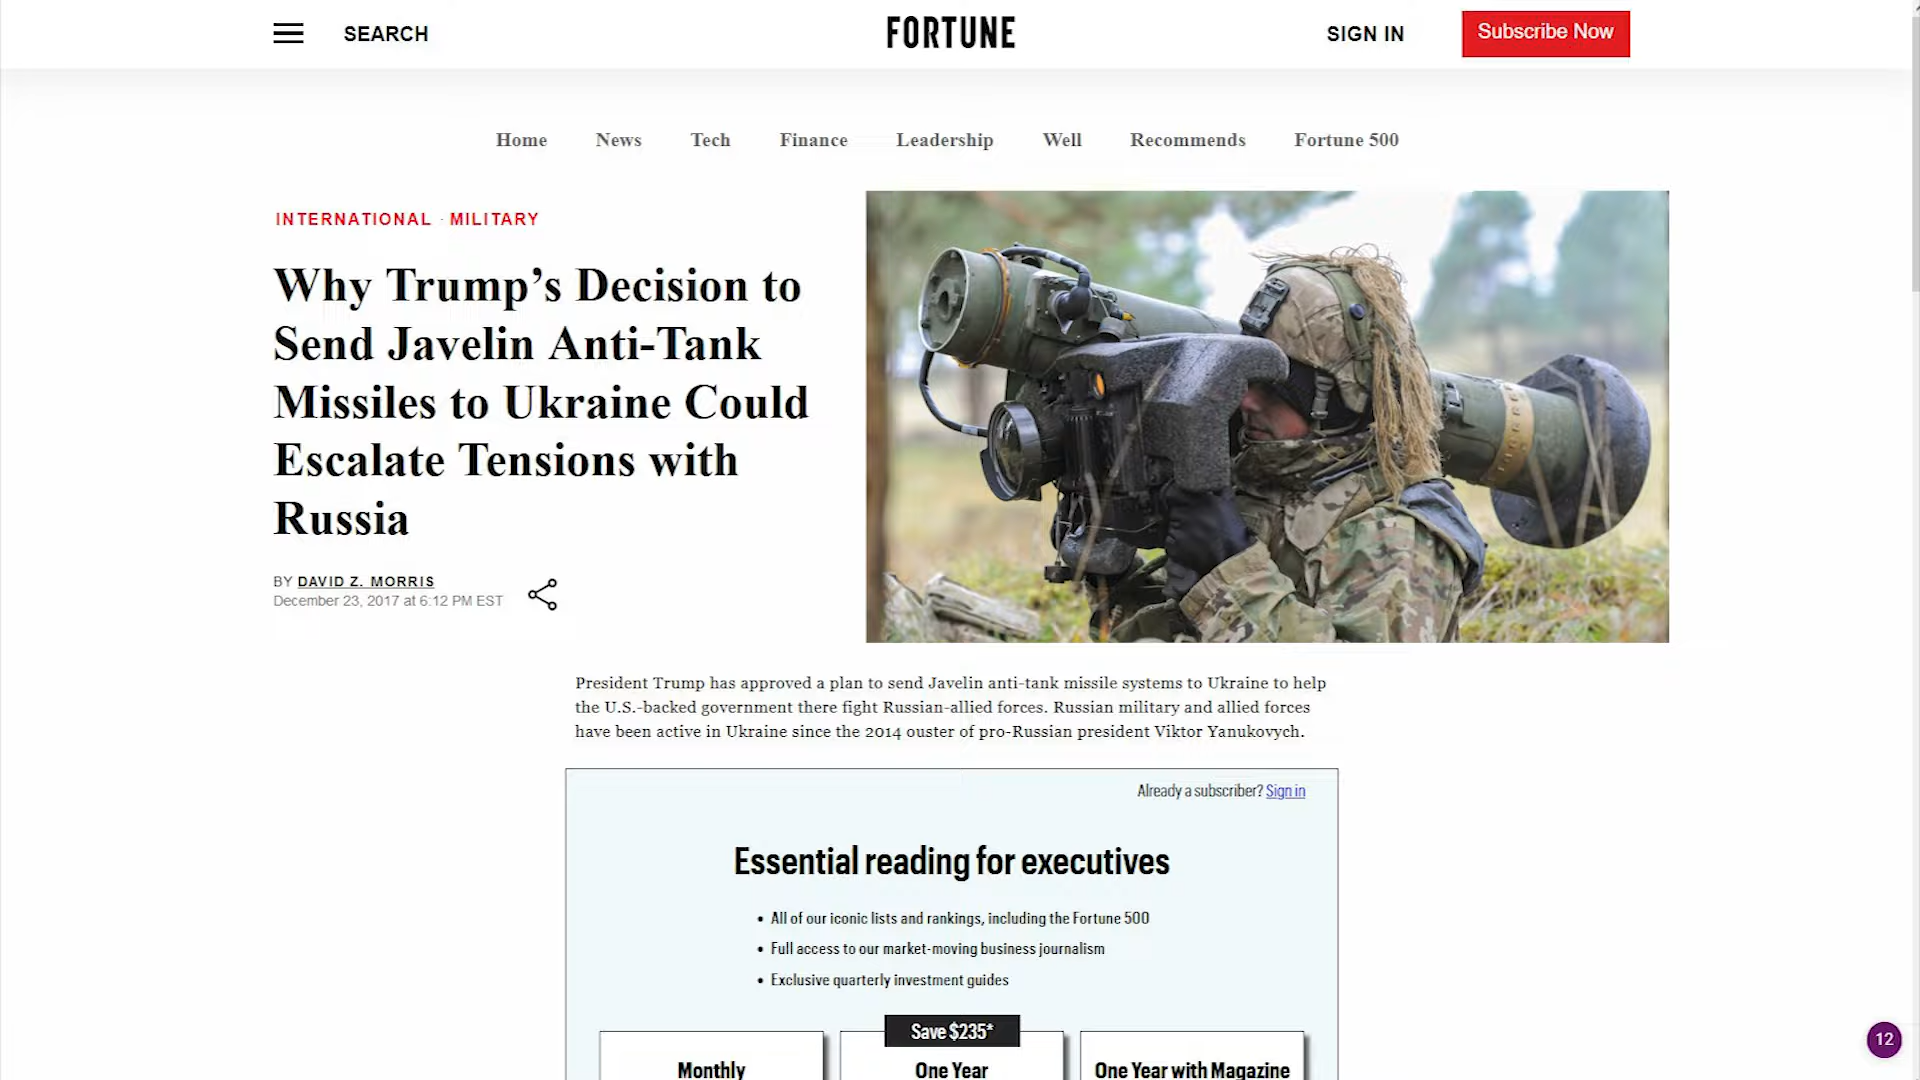 SEARCH
FORTUNE
SIGN IN
Subscribe Now
Home
News
Tech
Finance
Leadership
Well
Recommends
Fortune 500
INTERNATIONAL · MILITARY
Why Trump’s Decision to
Send Javelin Anti-Tank
Missiles to Ukraine Could
Escalate Tensions with
Russia
BY DAVID Z. MORRIS
December 23, 2017 at 6:12 PM EST
President Trump has approved a plan to send Javelin anti-tank missile systems to Ukraine to help
the U.S.-backed government there fight Russian-allied forces. Russian military and allied forces
have been active in Ukraine since the 2014 ouster of pro-Russian president Viktor Yanukovych.
Already a subscriber? Sign in
Essential reading for executives
• All of our iconic lists and rankings, including the Fortune 500
• Full access to our market-moving business journalism
• Exclusive quarterly investment guides
Save $235*
Monthly
One Year
One Year with Magazine
12